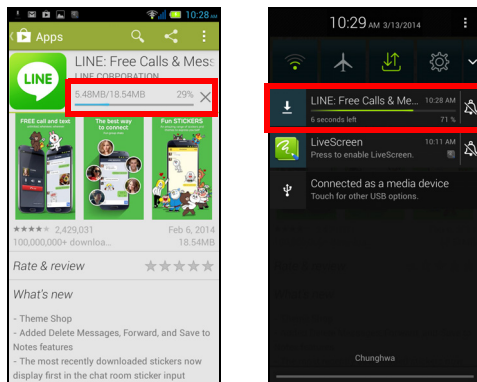 10:28 AM
Apps
LINE
LINE: Free Calls & Mess
LINE CORPORATION
5.48MB/18.54MB 29%
FREE call and text
The best way to connect
Fun STICKERS
2,429,031 Feb 6, 2014
100,000,000+ downloa... 18.54MB
Rate & review
What's new
- Theme Shop
- Added Delete Messages, Forward, and Save to
Notes features
- The most recently downloaded stickers now
display first in the chat room sticker input
10:29 AM 3/13/2014
LINE: Free Calls & Me... 10:28 AM
6 seconds left 71 %
LiveScreen 10:11 AM
Press to enable LiveScreen.
Connected as a media device
Touch for other USB options.
Chunghwa